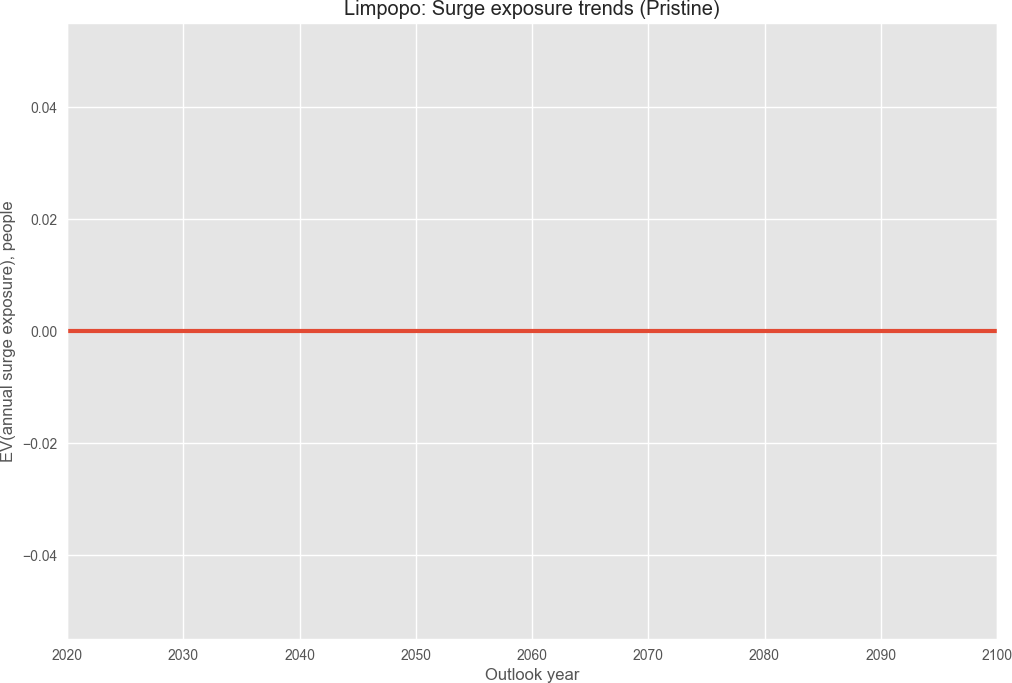 Limpopo: Surge exposure trends (Pristine)
EV(annual surge exposure), people
0.04
0.02
0.00
−0.02
−0.04
2020 2030 2040 2050 2060 2070 2080 2090 2100
Outlook year